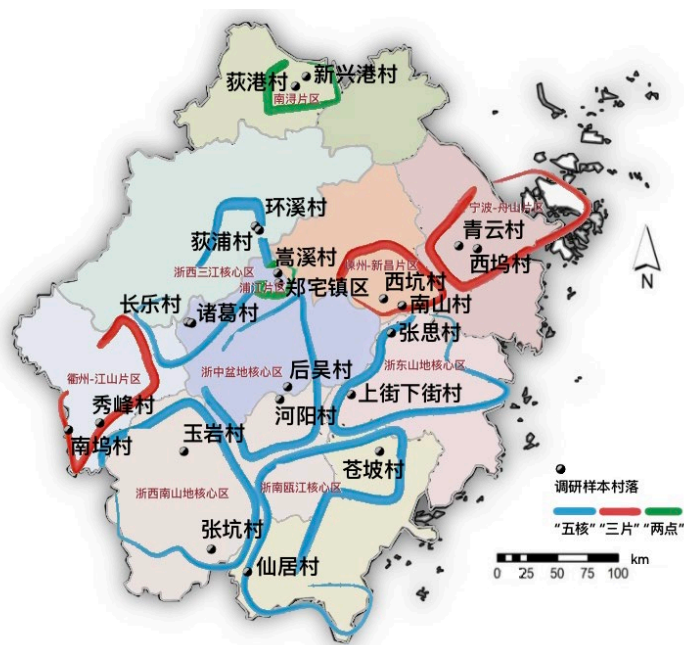 荻港村
新兴港村
南浔片区
宁波-舟山片区
青云村
西坞村
环溪村
荻浦村
嵩溪村
浙西三江核心区
浦江片区
郑宅镇区
嵊州-新昌片区
西坑村
南山村
长乐村
诸葛村
张思村
衢州-江山片区
浙中盆地核心区
后吴村
浙东山地核心区
上街下街村
秀峰村
河阳村
南坞村
玉岩村
苍坡村
浙西南山地核心区
浙南瓯江核心区
张坑村
仙居村
N
调研样本村落
“五核” “三片” “两点”
km
0 25 50 75 100